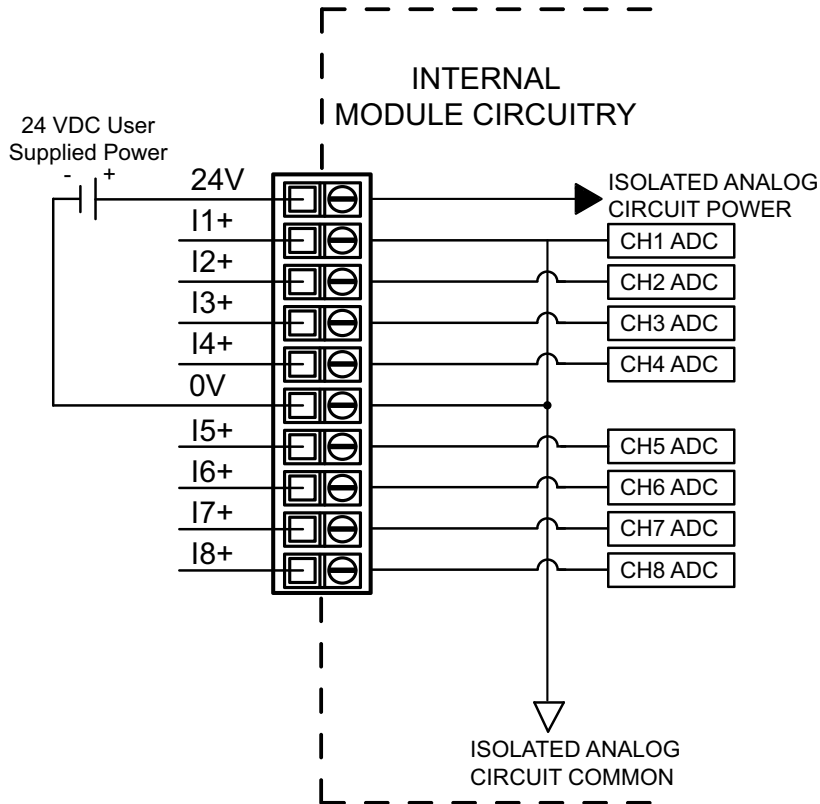 INTERNAL
MODULE CIRCUITRY
24 VDC User
Supplied Power
- +
24V
ISOLATED ANALOG
CIRCUIT POWER
I1+
CH1 ADC
I2+
CH2 ADC
I3+
CH3 ADC
I4+
CH4 ADC
0V
I5+
CH5 ADC
I6+
CH6 ADC
I7+
CH7 ADC
I8+
CH8 ADC
ISOLATED ANALOG
CIRCUIT COMMON